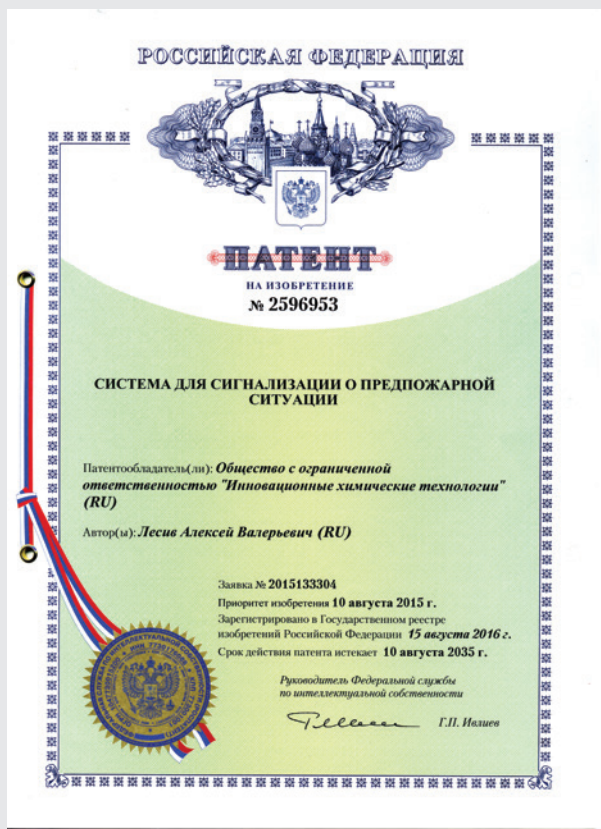 РОССИЙСКАЯ ФЕДЕРАЦИЯ
ПАТЕНТ
НА ИЗОБРЕТЕНИЕ
№ 2596953
СИСТЕМА ДЛЯ СИГНАЛИЗАЦИИ О ПРЕДПОЖАРНОЙ
СИТУАЦИИ
Патентообладатель(ли): Общество с ограниченной
ответственностью "Инновационные химические технологии"
(RU)
Автор(ы): Лесив Алексей Валерьевич (RU)
Заявка № 2015133304
Приоритет изобретения 10 августа 2015 г.
Зарегистрировано в Государственном реестре
изобретений Российской Федерации 15 августа 2016 г.
Срок действия патента истекает 10 августа 2035 г.
Руководитель Федеральной службы
по интеллектуальной собственности
Г.П. Ивлиев